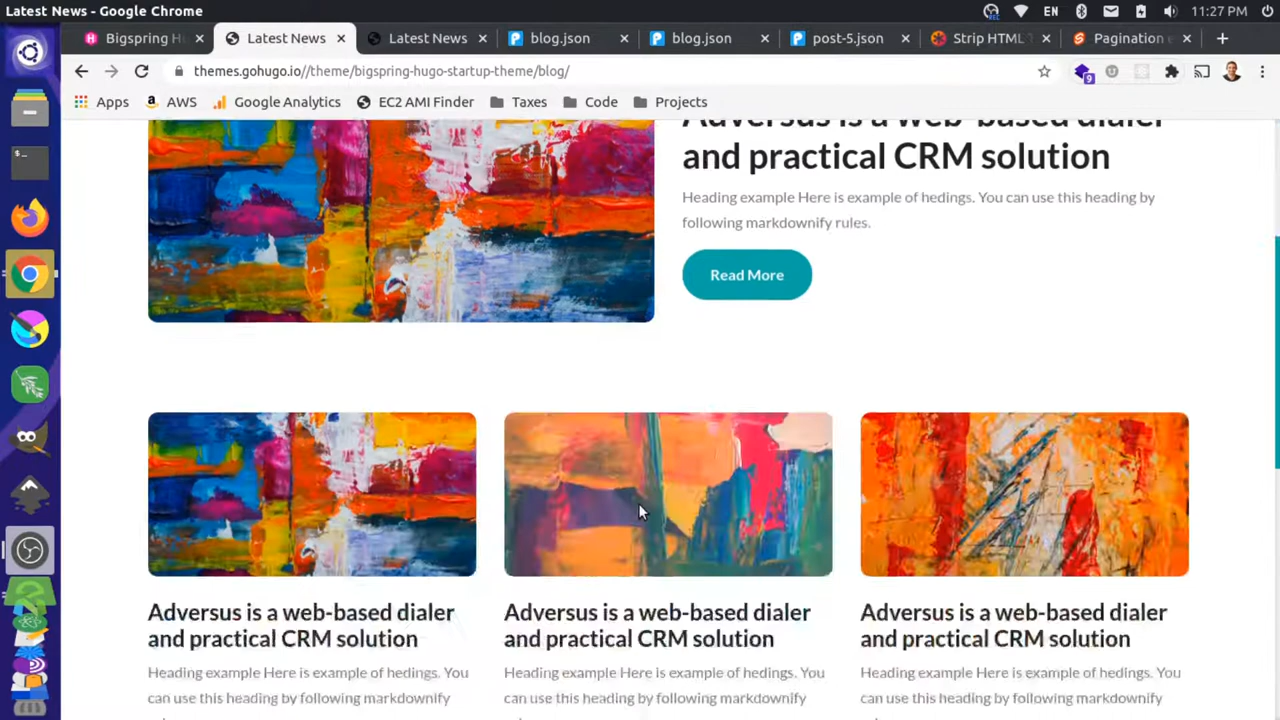 Latest News - Google Chrome
EN
11:27 PM
Bigspring Hu
Latest News
Latest News
blog.json
blog.json
post-5.json
Strip HTML T
Pagination e
themes.gohugo.io//theme/bigspring-hugo-startup-theme/blog/
9
Apps
AWS
Google Analytics
EC2 AMI Finder
Taxes
Code
Projects
Adversus is a web-based dialer
and practical CRM solution
Heading example Here is example of hedings. You can use this heading by
following markdownify rules.
Read More
Adversus is a web-based dialer
and practical CRM solution
Heading example Here is example of hedings. You
can use this heading by following markdownify
Adversus is a web-based dialer
and practical CRM solution
Heading example Here is example of hedings. You
can use this heading by following markdownify
Adversus is a web-based dialer
and practical CRM solution
Heading example Here is example of hedings. You
can use this heading by following markdownify